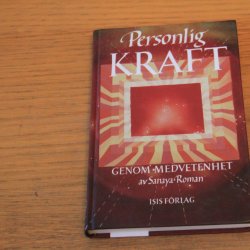 Personlig
KRAFT
GENOM MEDVETENHET
av Sanaya Roman
ISIS FÖRLAG